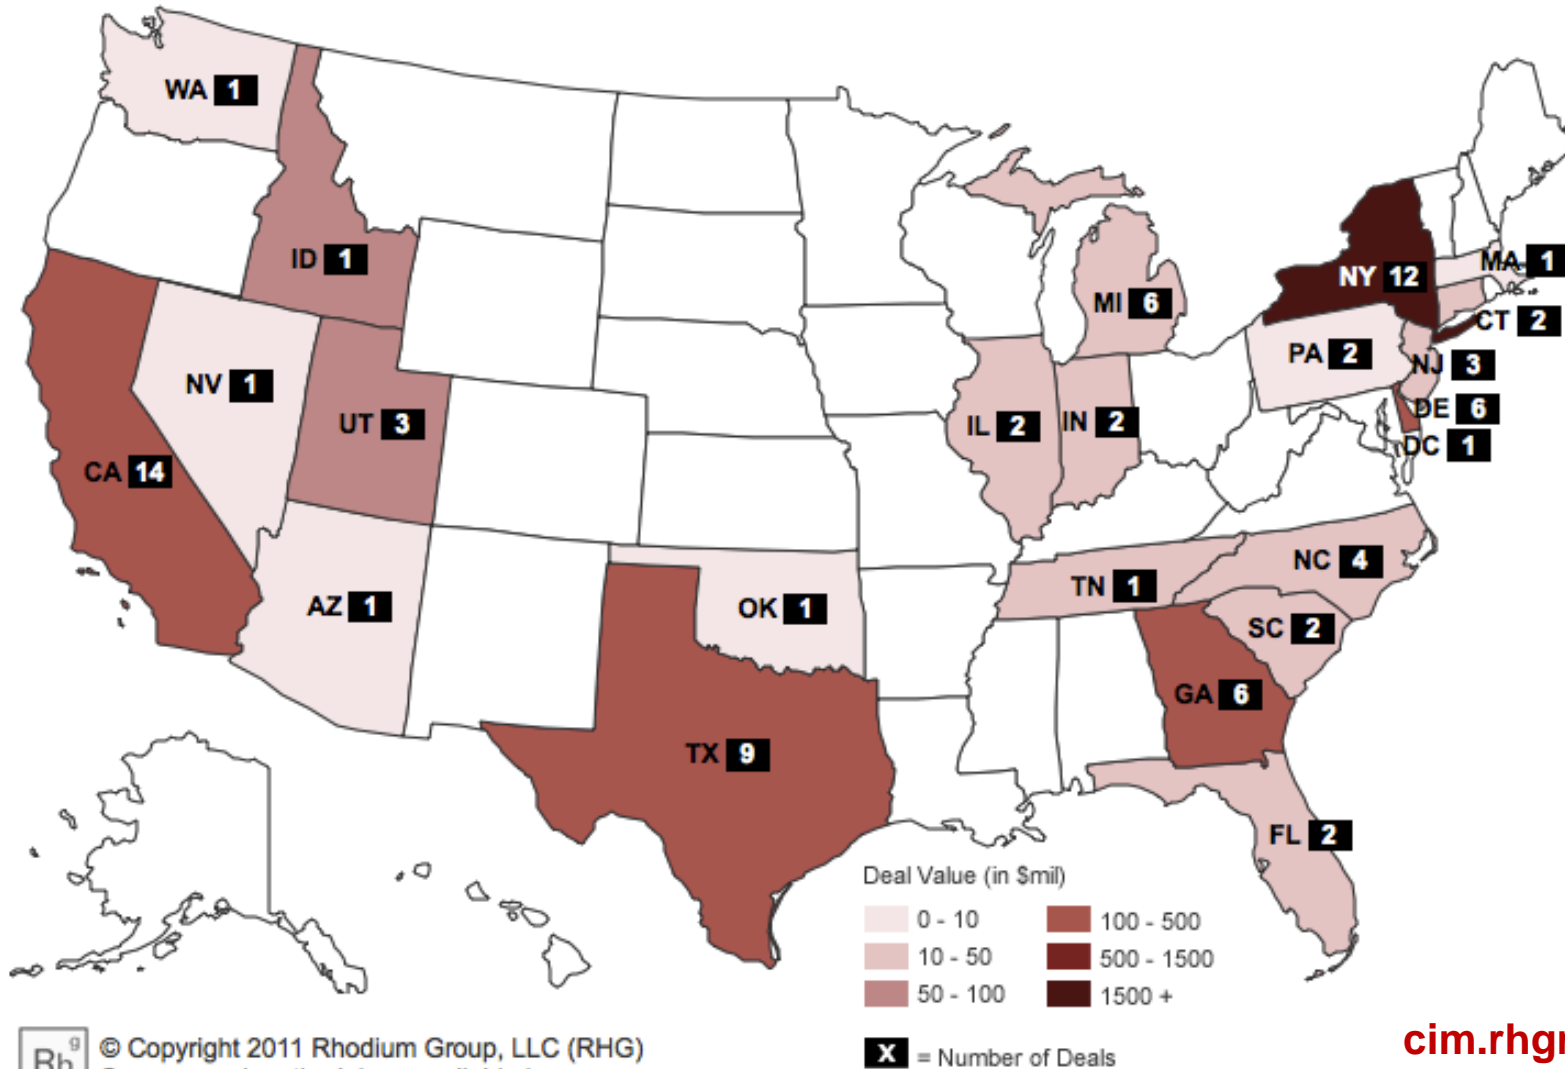 WA 1
ID 1
MI 6
NY 12
MA 1
CT 2
PA 2
NJ 3
DE 6
DC 1
NV 1
UT 3
IL 2
IN 2
CA 14
AZ 1
OK 1
TN 1
NC 4
SC 2
GA 6
TX 9
FL 2
Deal Value (in $mil)
0 - 10
10 - 50
50 - 100
100 - 500
500 - 1500
1500 +
X = Number of Deals
Rh g
© Copyright 2011 Rhodium Group, LLC (RHG)